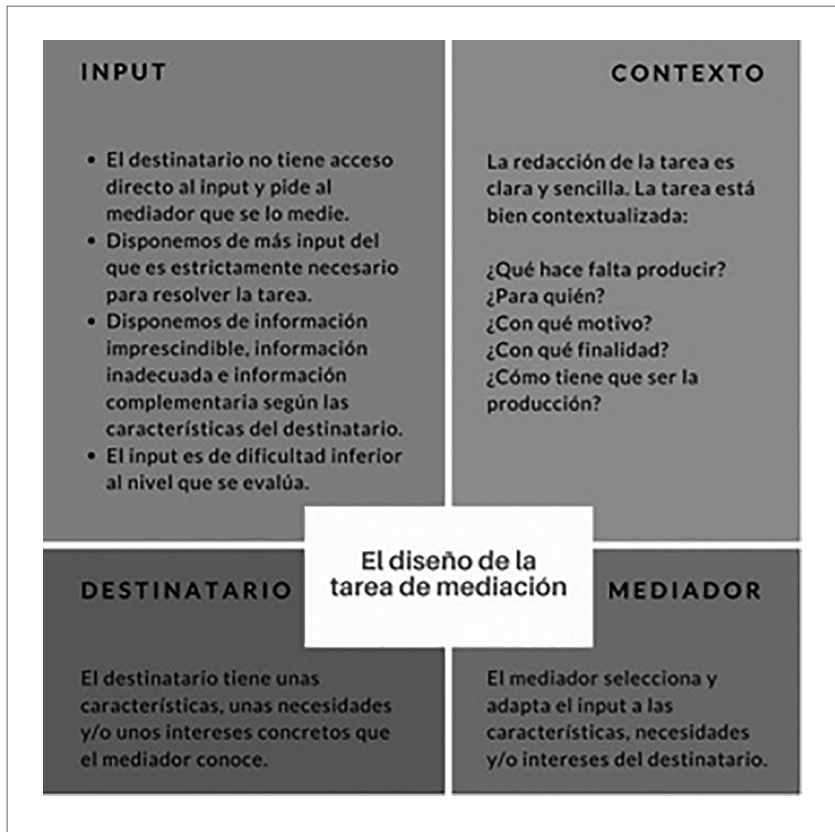 INPUT
• El destinatario no tiene acceso
directo al input y pide al
mediador que se lo medie.
• Disponemos de más input del
que es estrictamente necesario
para resolver la tarea.
• Disponemos de información
imprescindible, información
inadecuada e información
complementaria según las
características del destinatario.
• El input es de dificultad inferior
al nivel que se evalúa.
CONTEXTO
La redacción de la tarea es
clara y sencilla. La tarea está
bien contextualizada:
¿Qué hace falta producir?
¿Para quién?
¿Con qué motivo?
¿Con qué finalidad?
¿Cómo tiene que ser la
producción?
El diseño de la
tarea de mediación
DESTINATARIO
El destinatario tiene unas
características, unas necesidades
y/o unos intereses concretos que
el mediador conoce.
MEDIADOR
El mediador selecciona y
adapta el input a las
características, necesidades
y/o intereses del destinatario.